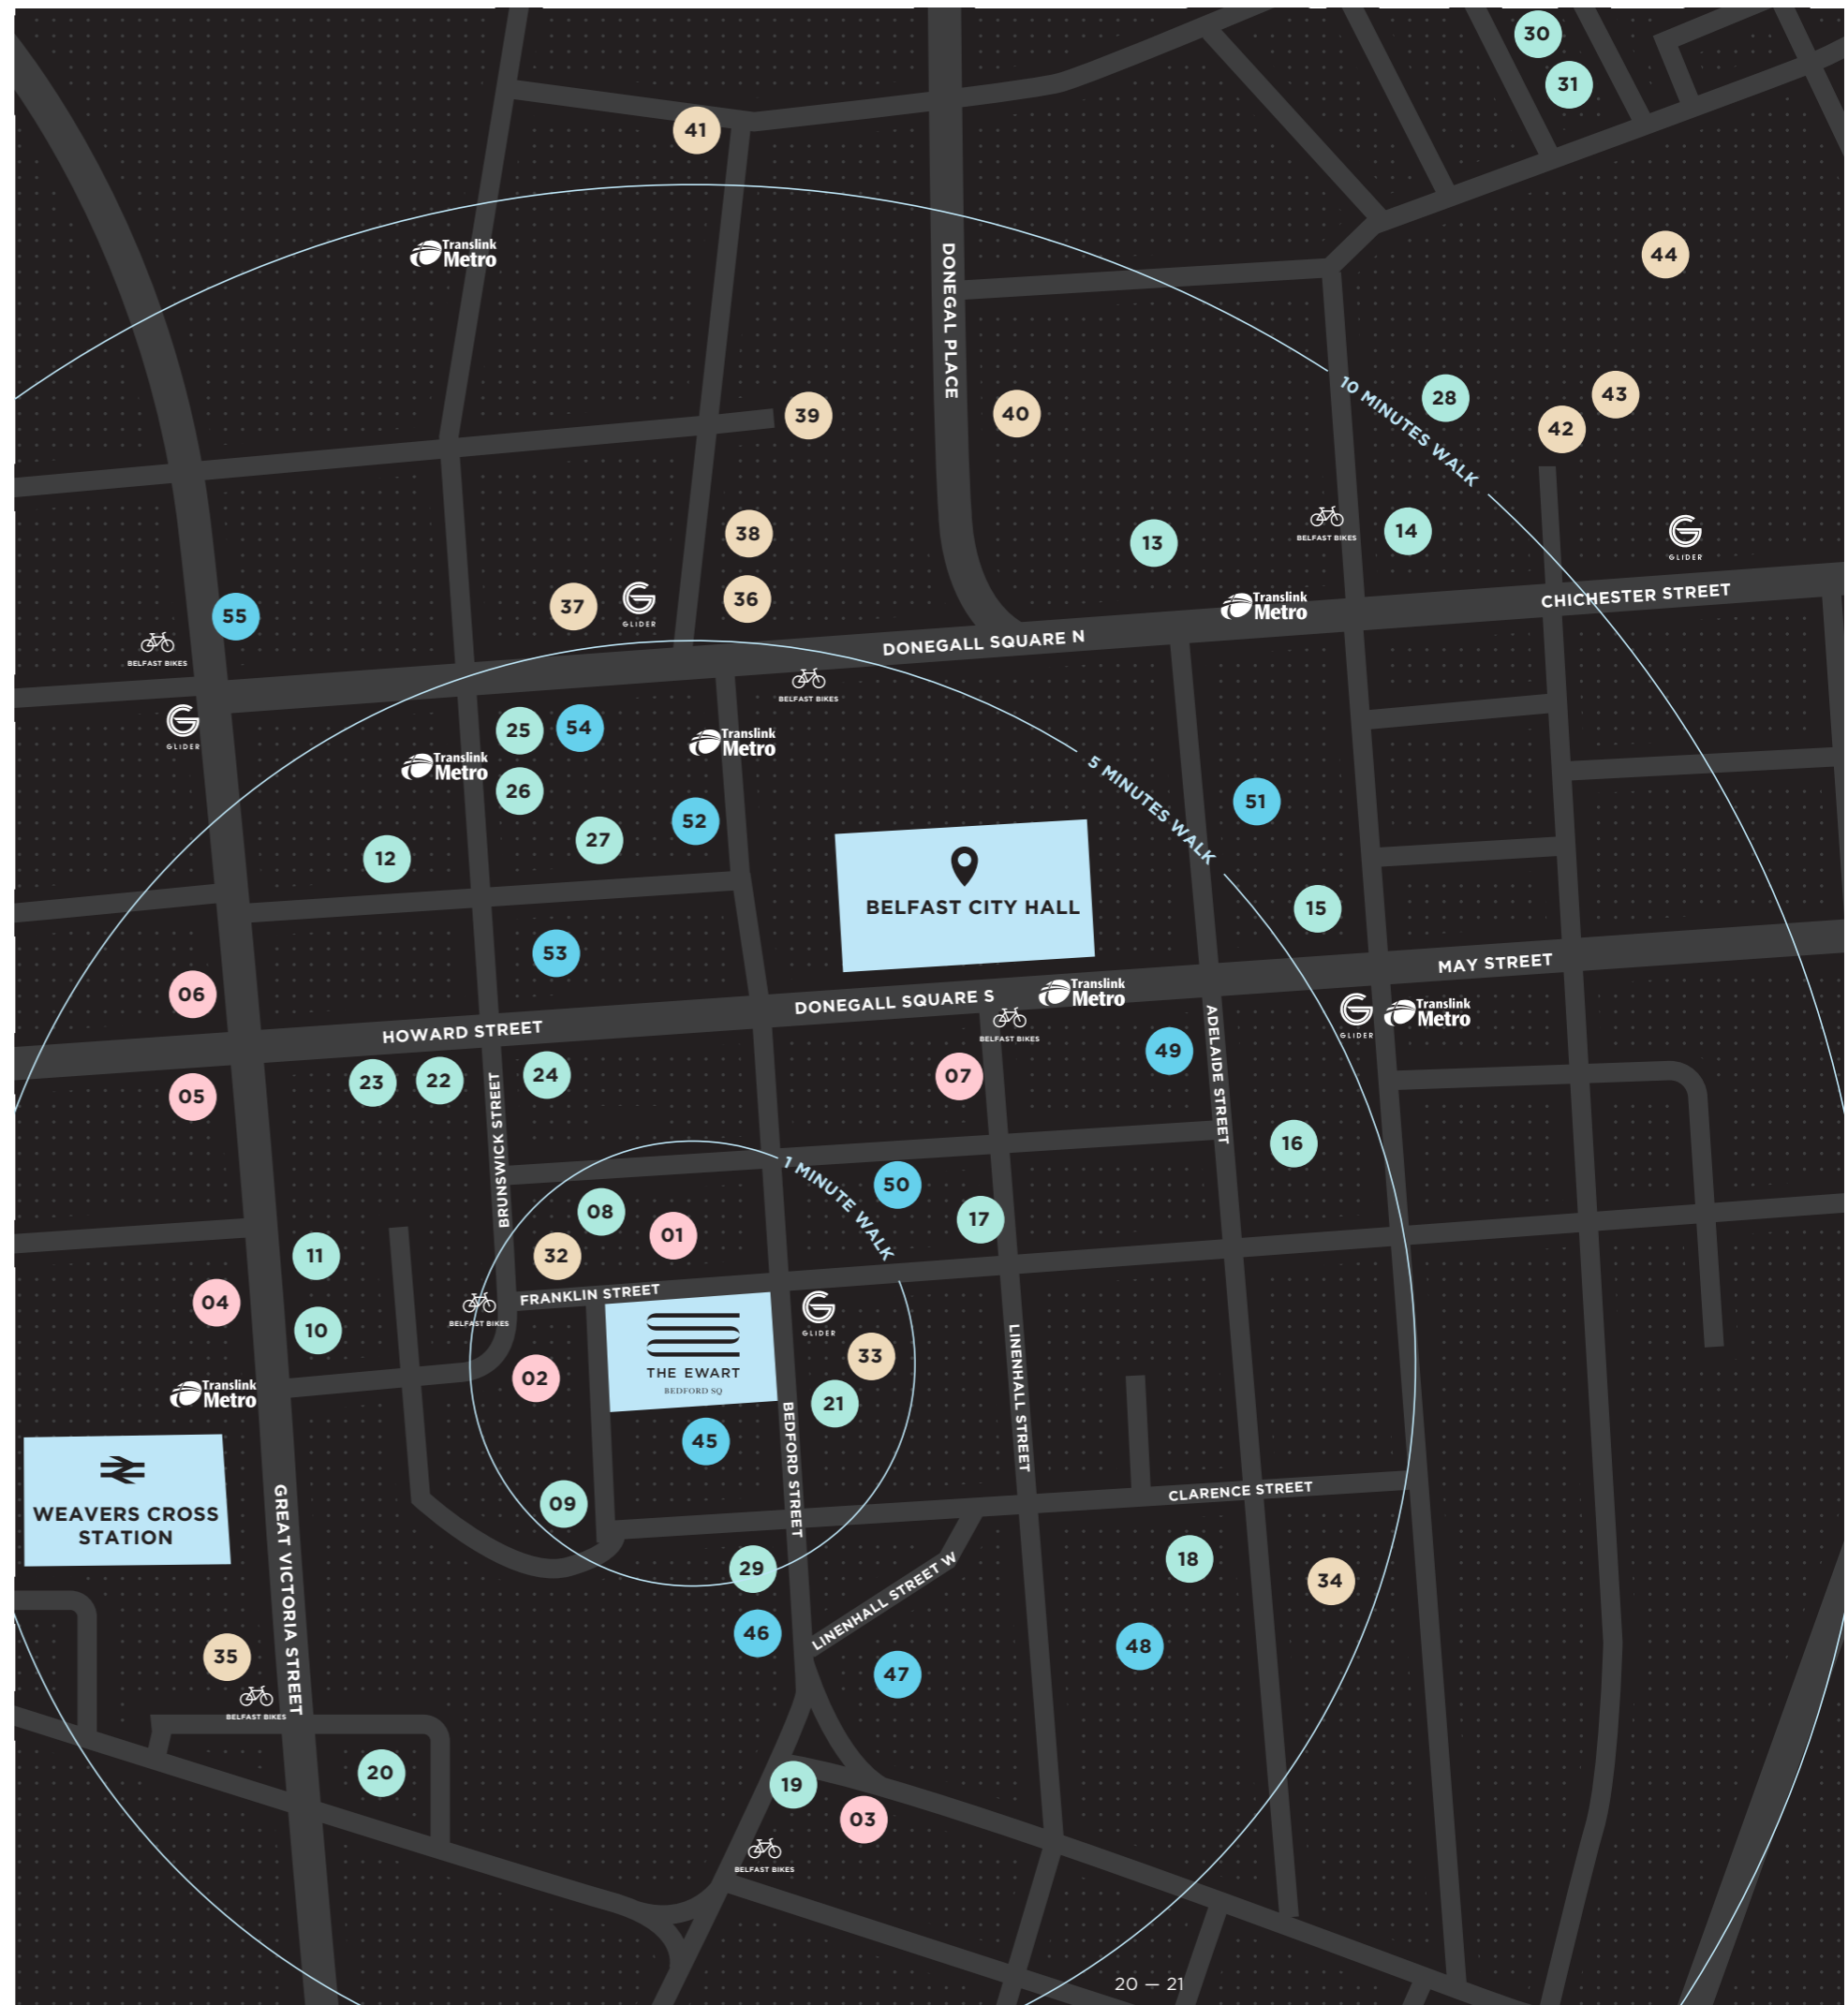 30
31
41
Translink
Metro
44
DONEGAL PLACE
10 MINUTES WALK
28
43
42
39
40
38
13
BELFAST BIKES
14
GLIDER
37
GLIDER
36
55
BELFAST BIKES
Translink
Metro
CHICHESTER STREET
DONEGALL SQUARE N
BELFAST BIKES
GLIDER
25
54
Translink
Metro
Translink
Metro
26
5 MINUTES WALK
51
52
27
12
BELFAST CITY HALL
15
53
06
MAY STREET
DONEGALL SQUARE S
Translink
Metro
BELFAST BIKES
GLIDER
Translink
Metro
HOWARD STREET
23
22
24
05
07
49
ADELAIDE STREET
BRUNSWICK STREET
16
1 MINUTE WALK
50
08
01
17
32
11
04
10
FRANKLIN STREET
BELFAST BIKES
GLIDER
THE EWART
BEDFORD SQ
33
02
21
Translink
Metro
45
BEDFORD STREET
LINENHALL STREET
WEAVERS CROSS
STATION
GREAT VICTORIA STREET
09
CLARENCE STREET
29
18
34
LINENHALL STREET W
46
48
47
35
BELFAST BIKES
20
19
03
BELFAST BIKES
20 — 21